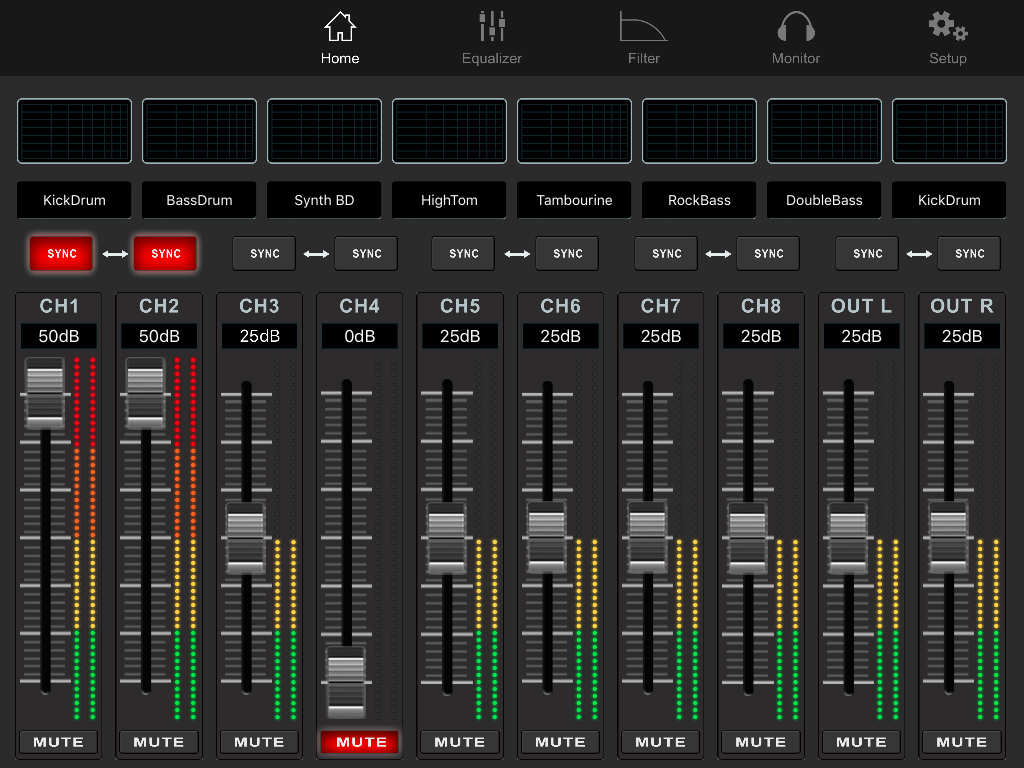 Home Equalizer Filter Monitor Setup
KickDrum BassDrum Synth BD HighTom Tambourine RockBass DoubleBass KickDrum
SYNC SYNC SYNC SYNC SYNC SYNC SYNC SYNC SYNC SYNC
CH1 CH2 CH3 CH4 CH5 CH6 CH7 CH8 OUT L OUT R
50dB 50dB 25dB 0dB 25dB 25dB 25dB 25dB 25dB 25dB
MUTE MUTE MUTE MUTE MUTE MUTE MUTE MUTE MUTE MUTE